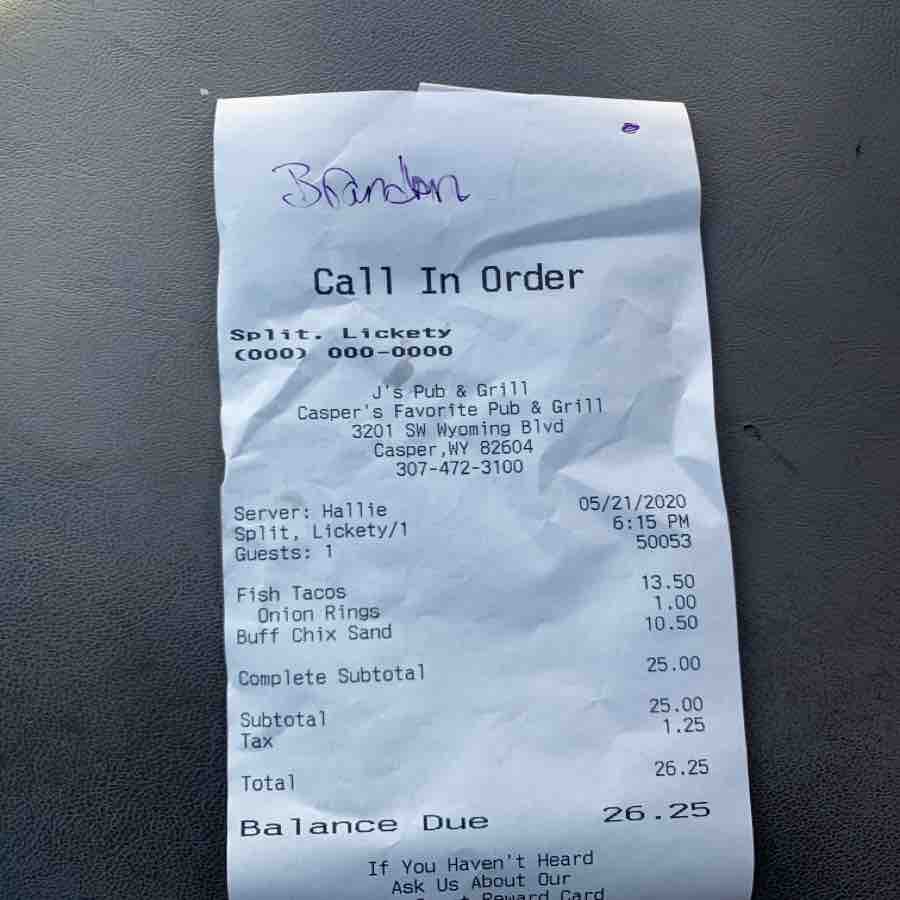 Brandon
Call In Order
Split. Lickety
(000) 000-0000
J's Pub & Grill
Casper's Favorite Pub & Grill
3201 SW Wyoming Blvd
Casper,WY 82604
307-472-3100
Server: Hallie 05/21/2020
Split, Lickety/1 6:15 PM
Guests: 1 50053
Fish Tacos 13.50
Onion Rings 1.00
Buff Chix Sand 10.50
Complete Subtotal 25.00
Subtotal 25.00
Tax 1.25
Total 26.25
Balance Due 26.25
If You Haven't Heard
Ask Us About Our
Reward Card